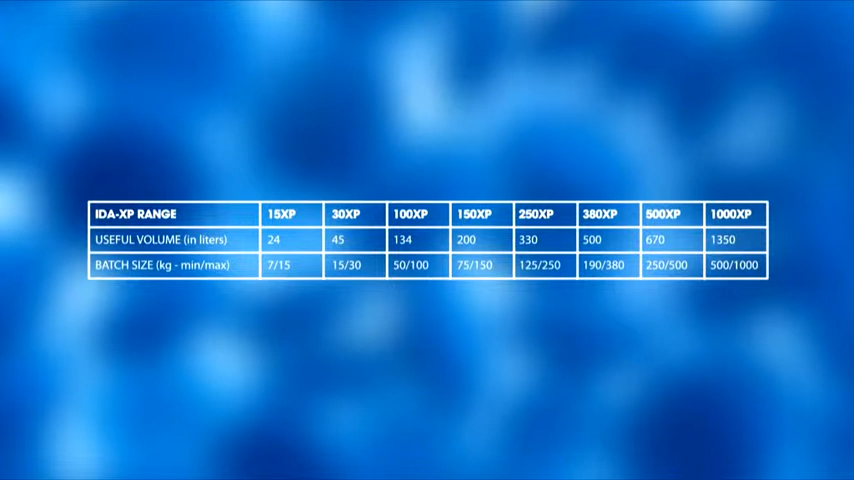 IDA-XP RANGE 15XP 30XP 100XP 150XP 250XP 380XP 500XP 1000XP
USEFUL VOLUME (in liters) 24 45 134 200 330 500 670 1350
BATCH SIZE (kg - min/max) 7/15 15/30 50/100 75/150 125/250 190/380 250/500 500/1000